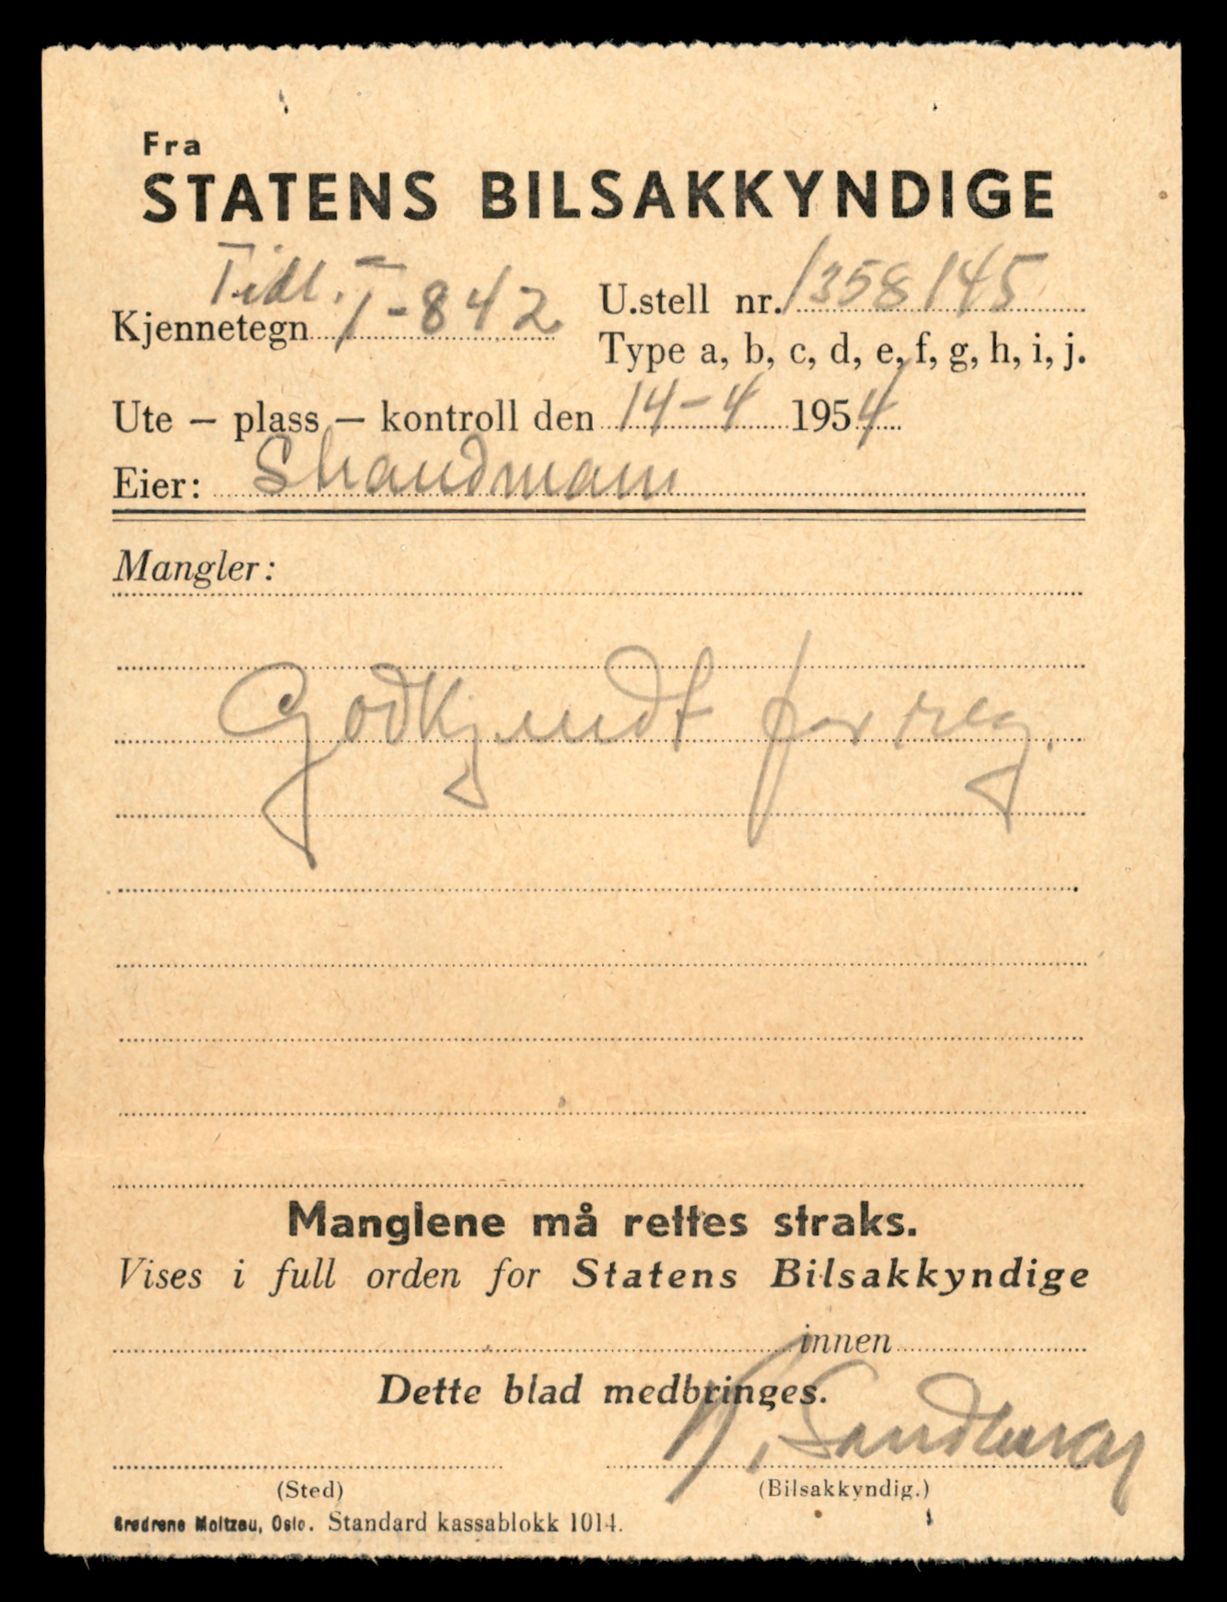 Fra
STATENS BILSAKKYNDIGE
Tidl.
Kjennetegn T-842
U.stell nr. 1358145
Type a, b, c, d, e, f, g, h, i, j.
Ute – plass – kontroll den 14-4 1954
Eier: Strandmann
Mangler:
Godkjendt for reg.
Manglene må rettes straks.
Vises i full orden for Statens Bilsakkyndige
innen
Dette blad medbringes.
(Sted)
(Bilsakkyndig.)
Brødrene Moltzau, Oslo. Standard kassablokk 1014.